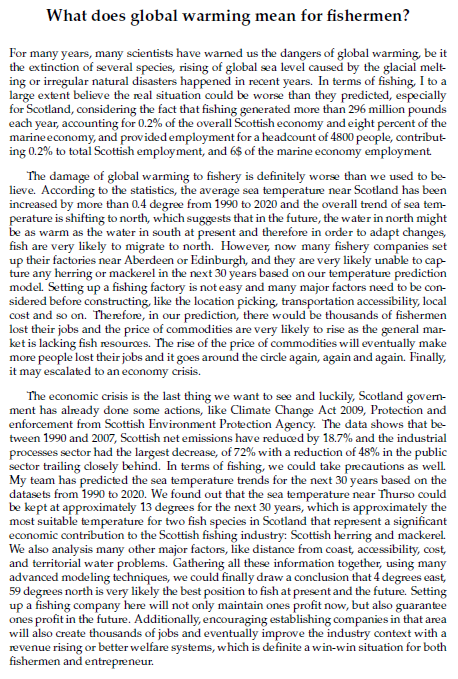 What does global warming mean for fishermen?
For many years, many scientists have warned us the dangers of global warming, be it
the extinction of several species, rising of global sea level caused by the glacial melt-
ing or irregular natural disasters happened in recent years. In terms of fishing, I to a
large extent believe the real situation could be worse than they predicted, especially
for Scotland, considering the fact that fishing generated more than 296 million pounds
each year, accounting for 0.2% of the overall Scottish economy and eight percent of the
marine economy, and provided employment for a headcount of 4800 people, contribut-
ing 0.2% to total Scottish employment, and 6$ of the marine economy employment.
The damage of global warming to fishery is definitely worse than we used to be-
lieve. According to the statistics, the average sea temperature near Scotland has been
increased by more than 0.4 degree from 1990 to 2020 and the overall trend of sea tem-
perature is shifting to north, which suggests that in the future, the water in north might
be as warm as the water in south at present and therefore in order to adapt changes,
fish are very likely to migrate to north. However, now many fishery companies set
up their factories near Aberdeen or Edinburgh, and they are very likely unable to cap-
ture any herring or mackerel in the next 30 years based on our temperature prediction
model. Setting up a fishing factory is not easy and many major factors need to be con-
sidered before constructing, like the location picking, transportation accessibility, local
cost and so on. Therefore, in our prediction, there would be thousands of fishermen
lost their jobs and the price of commodities are very likely to rise as the general mar-
ket is lacking fish resources. The rise of the price of commodities will eventually make
more people lost their jobs and it goes around the circle again, again and again. Finally,
it may escalated to an economy crisis.
The economic crisis is the last thing we want to see and luckily, Scotland govern-
ment has already done some actions, like Climate Change Act 2009, Protection and
enforcement from Scottish Environment Protection Agency. The data shows that be-
tween 1990 and 2007, Scottish net emissions have reduced by 18.7% and the industrial
processes sector had the largest decrease, of 72% with a reduction of 48% in the public
sector trailing closely behind. In terms of fishing, we could take precautions as well.
My team has predicted the sea temperature trends for the next 30 years based on the
datasets from 1990 to 2020. We found out that the sea temperature near Thurso could
be kept at approximately 13 degrees for the next 30 years, which is approximately the
most suitable temperature for two fish species in Scotland that represent a significant
economic contribution to the Scottish fishing industry: Scottish herring and mackerel.
We also analysis many other major factors, like distance from coast, accessibility, cost,
and territorial water problems. Gathering all these information together, using many
advanced modeling techniques, we could finally draw a conclusion that 4 degrees east,
59 degrees north is very likely the best position to fish at present and the future. Setting
up a fishing company here will not only maintain ones profit now, but also guarantee
ones profit in the future. Additionally, encouraging establishing companies in that area
will also create thousands of jobs and eventually improve the industry context with a
revenue rising or better welfare systems, which is definite a win-win situation for both
fishermen and entrepreneur.